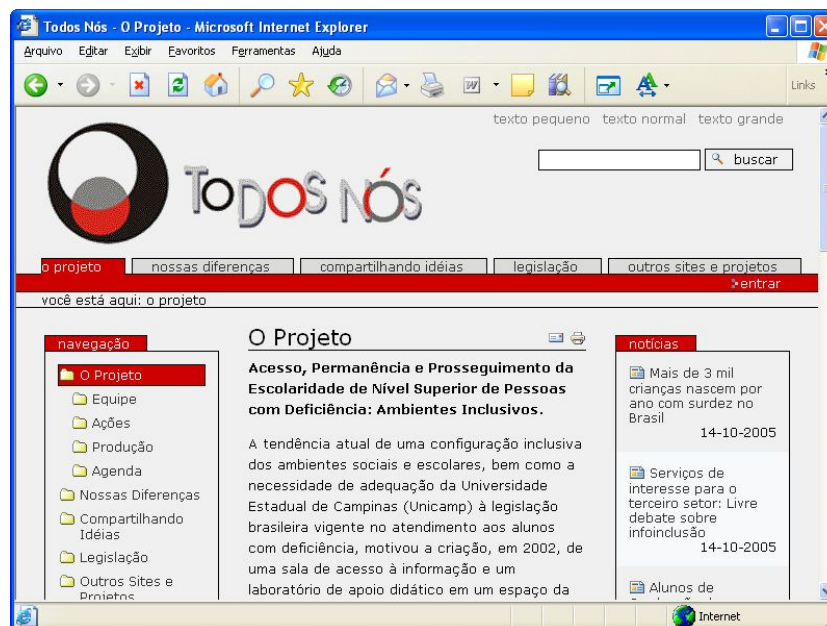 Todos Nós - O Projeto - Microsoft Internet Explorer
Arquivo Editar Exibir Favoritos Ferramentas Ajuda
Links
texto pequeno texto normal texto grande
buscar
TODOS NÓS
o projeto nossas diferenças compartilhando idéias legislação outros sites e projetos
entrar
você está aqui: o projeto
navegação
O Projeto
Equipe
Ações
Produção
Agenda
Nossas Diferenças
Compartilhando
Idéias
Legislação
Outros Sites e
Projetos
O Projeto
Acesso, Permanência e Prosseguimento da
Escolaridade de Nível Superior de Pessoas
com Deficiência: Ambientes Inclusivos.
A tendência atual de uma configuração inclusiva
dos ambientes sociais e escolares, bem como a
necessidade de adequação da Universidade
Estadual de Campinas (Unicamp) à legislação
brasileira vigente no atendimento aos alunos
com deficiência, motivou a criação, em 2002, de
uma sala de acesso à informação e um
laboratório de apoio didático em um espaço da
notícias
Mais de 3 mil
crianças nascem por
ano com surdez no
Brasil
14-10-2005
Serviços de
interesse para o
terceiro setor: Livre
debate sobre
infoinclusão
14-10-2005
Alunos de
Internet